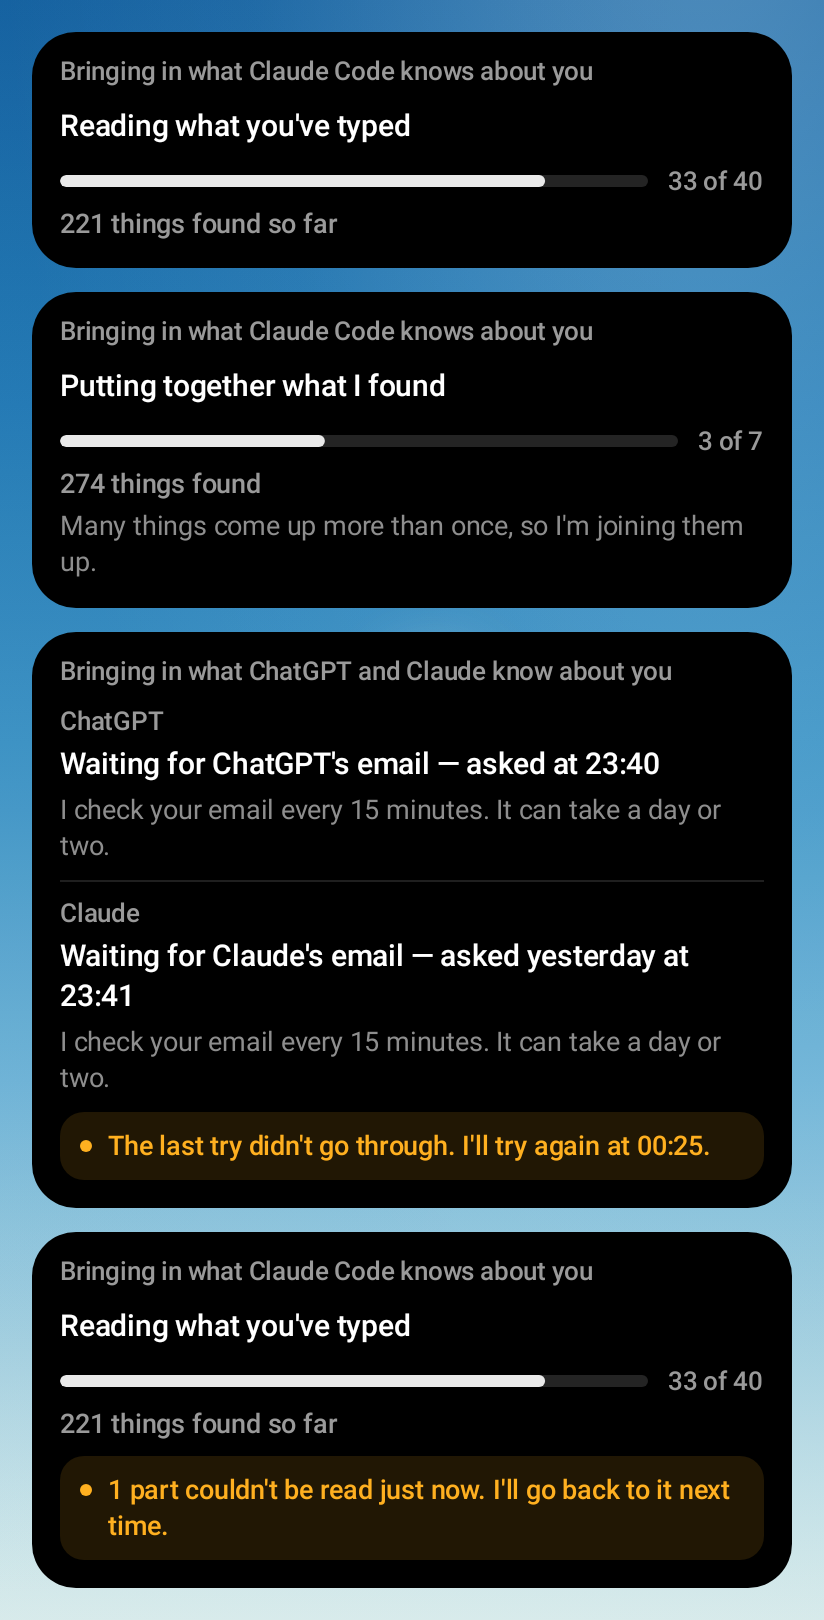 Bringing in what Claude Code knows about you
Reading what you've typed
33 of 40
221 things found so far
Bringing in what Claude Code knows about you
Putting together what I found
3 of 7
274 things found
Many things come up more than once, so I'm joining them
up.
Bringing in what ChatGPT and Claude know about you
ChatGPT
Waiting for ChatGPT's email — asked at 23:40
I check your email every 15 minutes. It can take a day or
two.
Claude
Waiting for Claude's email — asked yesterday at
23:41
I check your email every 15 minutes. It can take a day or
two.
The last try didn't go through. I'll try again at 00:25.
Bringing in what Claude Code knows about you
Reading what you've typed
33 of 40
221 things found so far
1 part couldn't be read just now. I'll go back to it next
time.